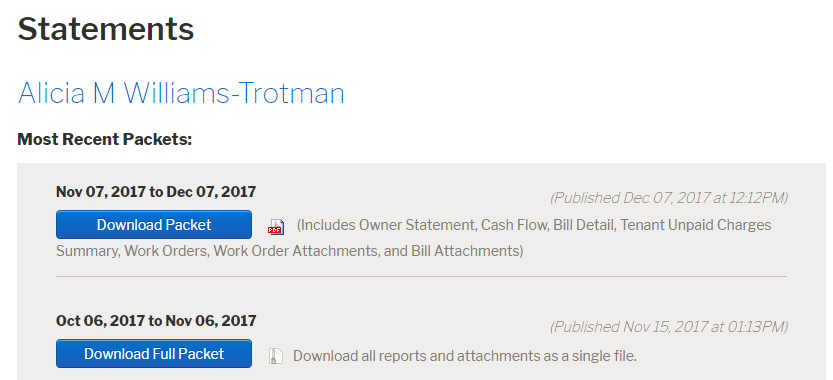 Statements
Alicia M Williams-Trotman
Most Recent Packets:
Nov 07, 2017 to Dec 07, 2017
(Published Dec 07, 2017 at 12:12PM)
Download Packet
PDF
(Includes Owner Statement, Cash Flow, Bill Detail, Tenant Unpaid Charges
Summary, Work Orders, Work Order Attachments, and Bill Attachments)
Oct 06, 2017 to Nov 06, 2017
(Published Nov 15, 2017 at 01:13PM)
Download Full Packet
Download all reports and attachments as a single file.